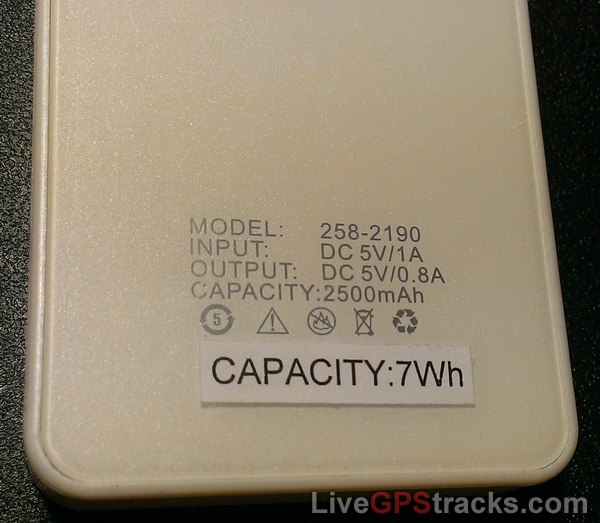 MODEL: 258-2190
INPUT: DC 5V/1A
OUTPUT: DC 5V/0.8A
CAPACITY:2500mAh
5
CAPACITY:7Wh
LiveGPStracks.com